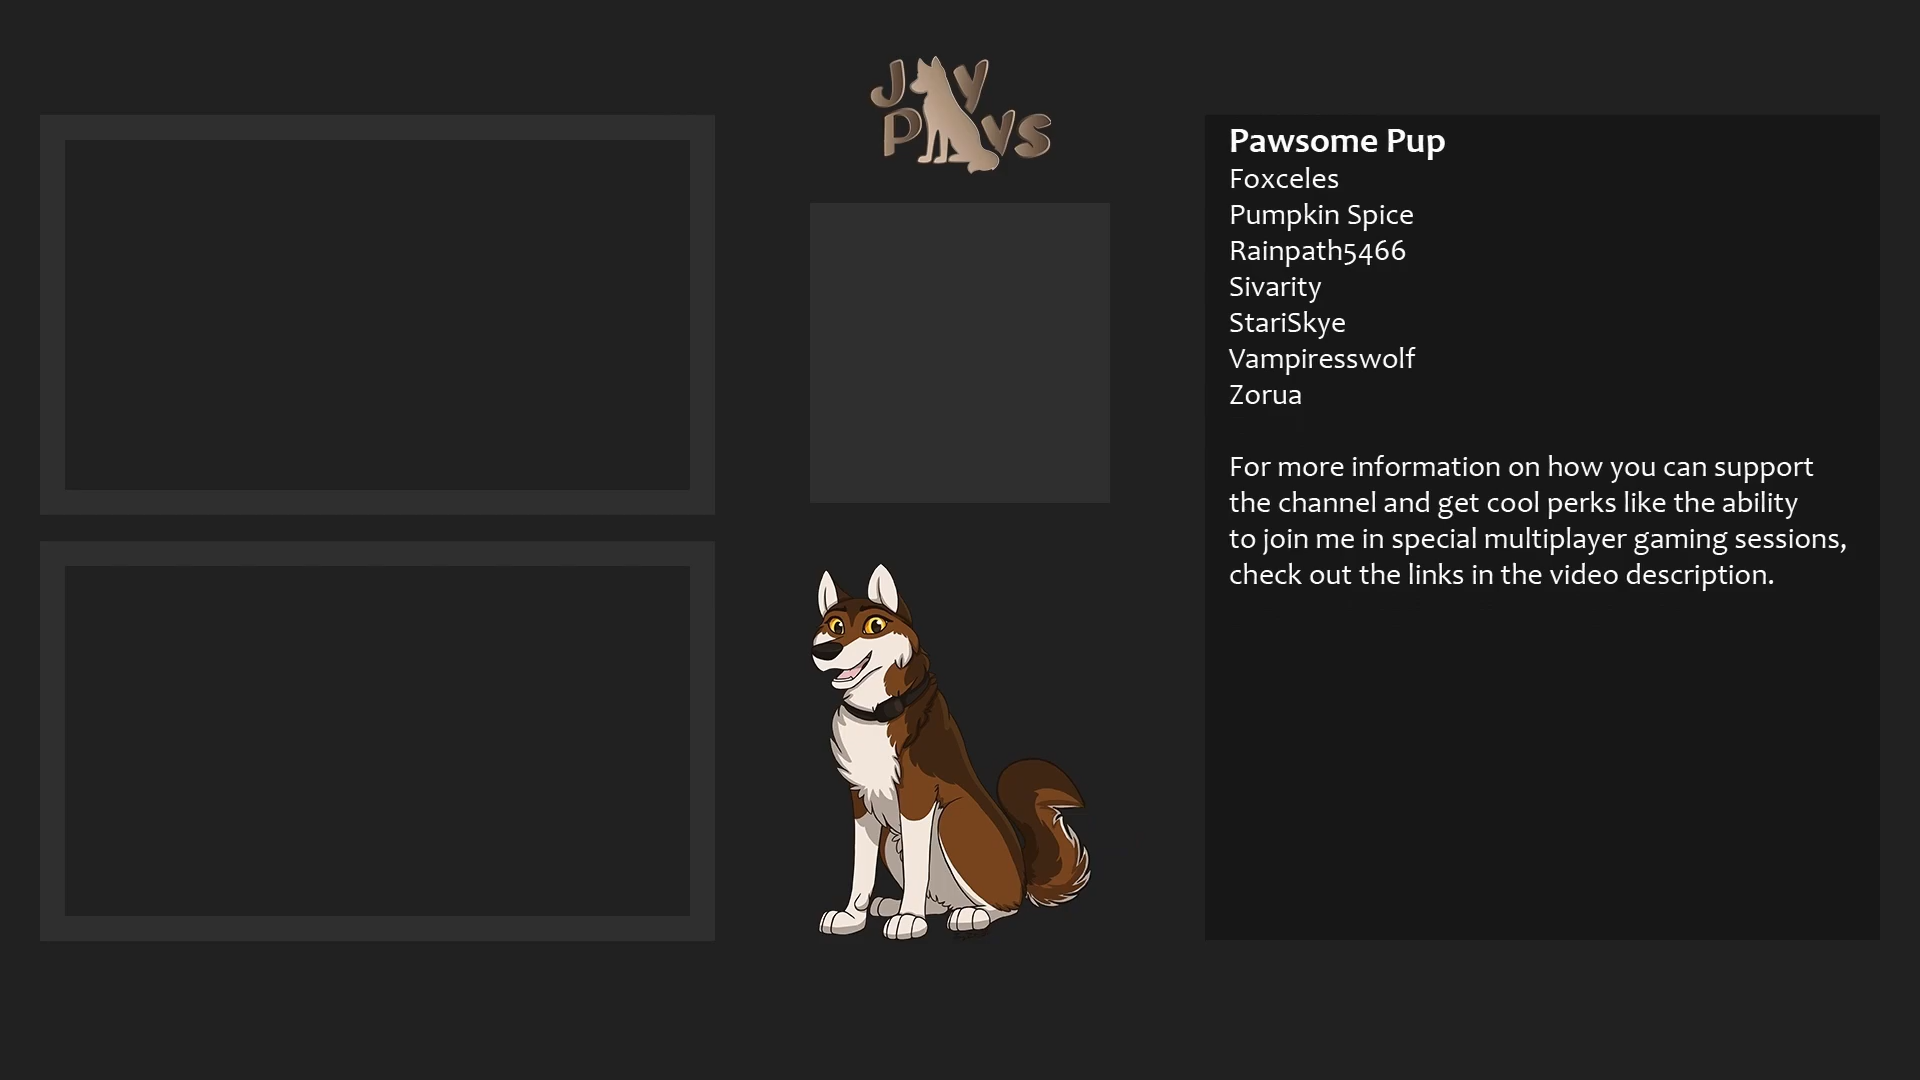 JAY
PAWS
Pawsome Pup
Foxceles
Pumpkin Spice
Rainpath5466
Sivarity
StariSkye
Vampiresswolf
Zorua
For more information on how you can support
the channel and get cool perks like the ability
to join me in special multiplayer gaming sessions,
check out the links in the video description.